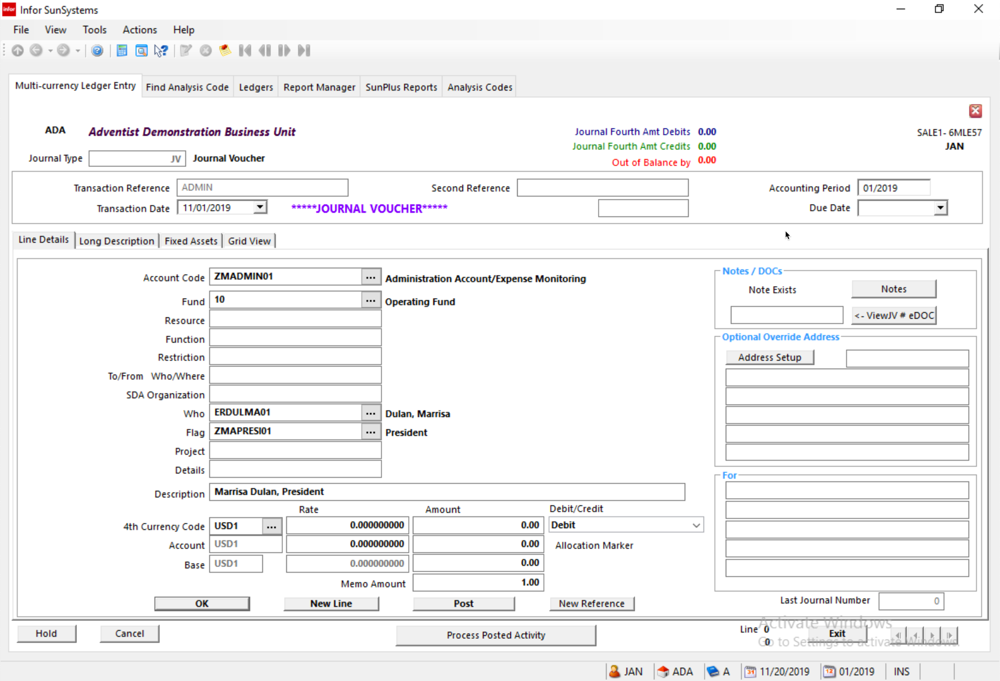 infor Infor SunSystems
File View Tools Actions Help
Multi-currency Ledger Entry Find Analysis Code Ledgers Report Manager SunPlus Reports Analysis Codes
ADA Adventist Demonstration Business Unit
Journal Fourth Amt Debits 0.00
SALE1- 6MLE57
Journal Fourth Amt Credits 0.00
JAN
Journal Type JV Journal Voucher
Out of Balance by 0.00
Transaction Reference ADMIN Second Reference Accounting Period 01/2019
Transaction Date 11/01/2019 *****JOURNAL VOUCHER***** Due Date
Line Details Long Description Fixed Assets Grid View
Account Code ZMADMIN01 ... Administration Account/Expense Monitoring
Fund 10 ... Operating Fund
Resource
Function
Restriction
To/From Who/Where
SDA Organization
Who ERDULMA01 ... Dulan, Marrisa
Flag ZMAPRESI01 ... President
Project
Details
Description Marrisa Dulan, President
Rate Amount Debit/Credit
4th Currency Code USD1 ... 0.000000000 0.00 Debit
Account USD1 0.000000000 0.00 Allocation Marker
Base USD1 0.000000000 0.00
Memo Amount 1.00
OK New Line Post New Reference
Notes / DOCs
Note Exists Notes
<- ViewJV # eDOC
Optional Override Address
Address Setup
For
Last Journal Number 0
Activate Windows
Go to Settings to activate Windows.
Hold Cancel Process Posted Activity Line 0 Exit
0
JAN ADA A 31 11/20/2019 12 01/2019 INS